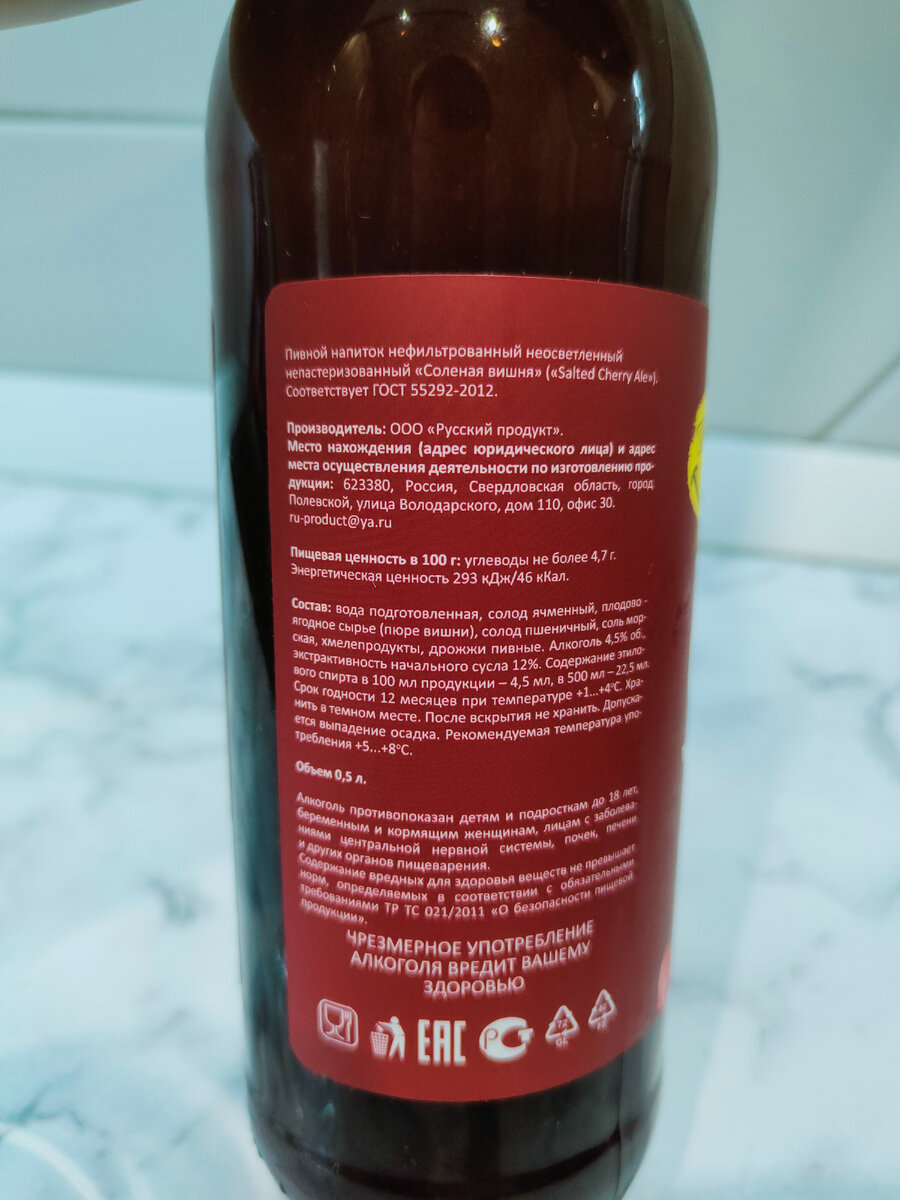 Пивной напиток нефильтрованный неосветленный
непастеризованный «Соленая вишня» («Salted Cherry Ale»).
Соответствует ГОСТ 55292-2012.
Производитель: ООО «Русский продукт».
Место нахождения (адрес юридического лица) и адрес
места осуществления деятельности по изготовлению про-
дукции: 623380, Россия, Свердловская область, город
Полевской, улица Володарского, дом 110, офис 30.
ru-product@ya.ru
Пищевая ценность в 100 г: углеводы не более 4,7 г.
Энергетическая ценность 293 кДж/46 кКал.
Состав: вода подготовленная, солод ячменный, плодово-
ягодное сырье (пюре вишни), солод пшеничный, соль мор-
ская, хмелепродукты, дрожжи пивные. Алкоголь 4,5% об.,
экстрактивность начального сусла 12%. Содержание этило-
вого спирта в 100 мл продукции – 4,5 мл, в 500 мл – 22,5 мл.
Срок годности 12 месяцев при температуре +1...+4°С. Хра-
нить в темном месте. После вскрытия не хранить. Допуска-
ется выпадение осадка. Рекомендуемая температура упо-
требления +5...+8°С.
Объем 0,5 л.
Алкоголь противопоказан детям и подросткам до 18 лет,
беременным и кормящим женщинам, лицам с заболева-
ниями центральной нервной системы, почек, печени
и других органов пищеварения.
Содержание вредных для здоровья веществ не превышает
норм, определяемых в соответствии с обязательными
требованиями ТР ТС 021/2011 «О безопасности пищевой
продукции».
ЧРЕЗМЕРНОЕ УПОТРЕБЛЕНИЕ
АЛКОГОЛЯ ВРЕДИТ ВАШЕМУ
ЗДОРОВЬЮ
EAC
РСТ
72
GL
40
FE